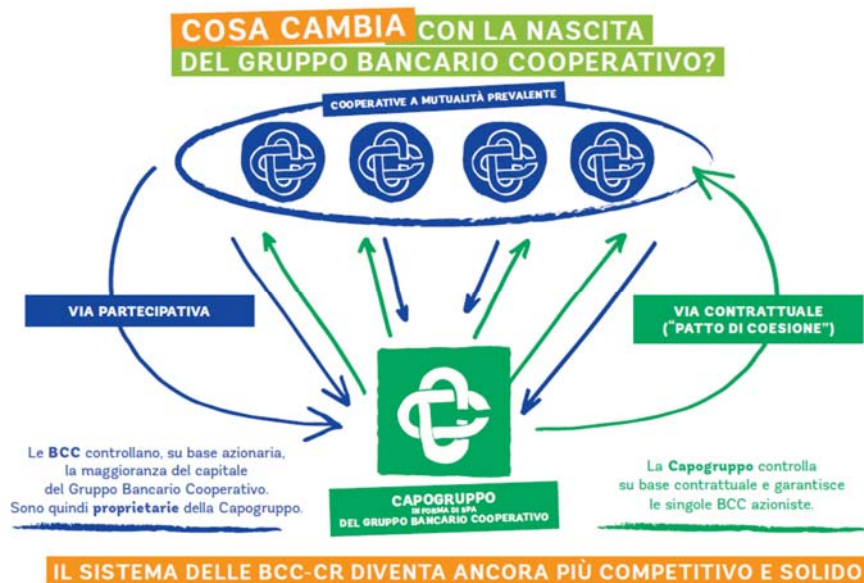 COSA CAMBIA CON LA NASCITA
DEL GRUPPO BANCARIO COOPERATIVO?
COOPERATIVE A MUTUALITÀ PREVALENTE
VIA PARTECIPATIVA
VIA CONTRATTUALE
("PATTO DI COESIONE")
Le BCC controllano, su base azionaria,
la maggioranza del capitale
del Gruppo Bancario Cooperativo.
Sono quindi proprietarie della Capogruppo.
CAPOGRUPPO
IN FORMA DI SPA
DEL GRUPPO BANCARIO COOPERATIVO
La Capogruppo controlla
su base contrattuale e garantisce
le singole BCC azioniste.
IL SISTEMA DELLE BCC-CR DIVENTA ANCORA PIÙ COMPETITIVO E SOLIDO